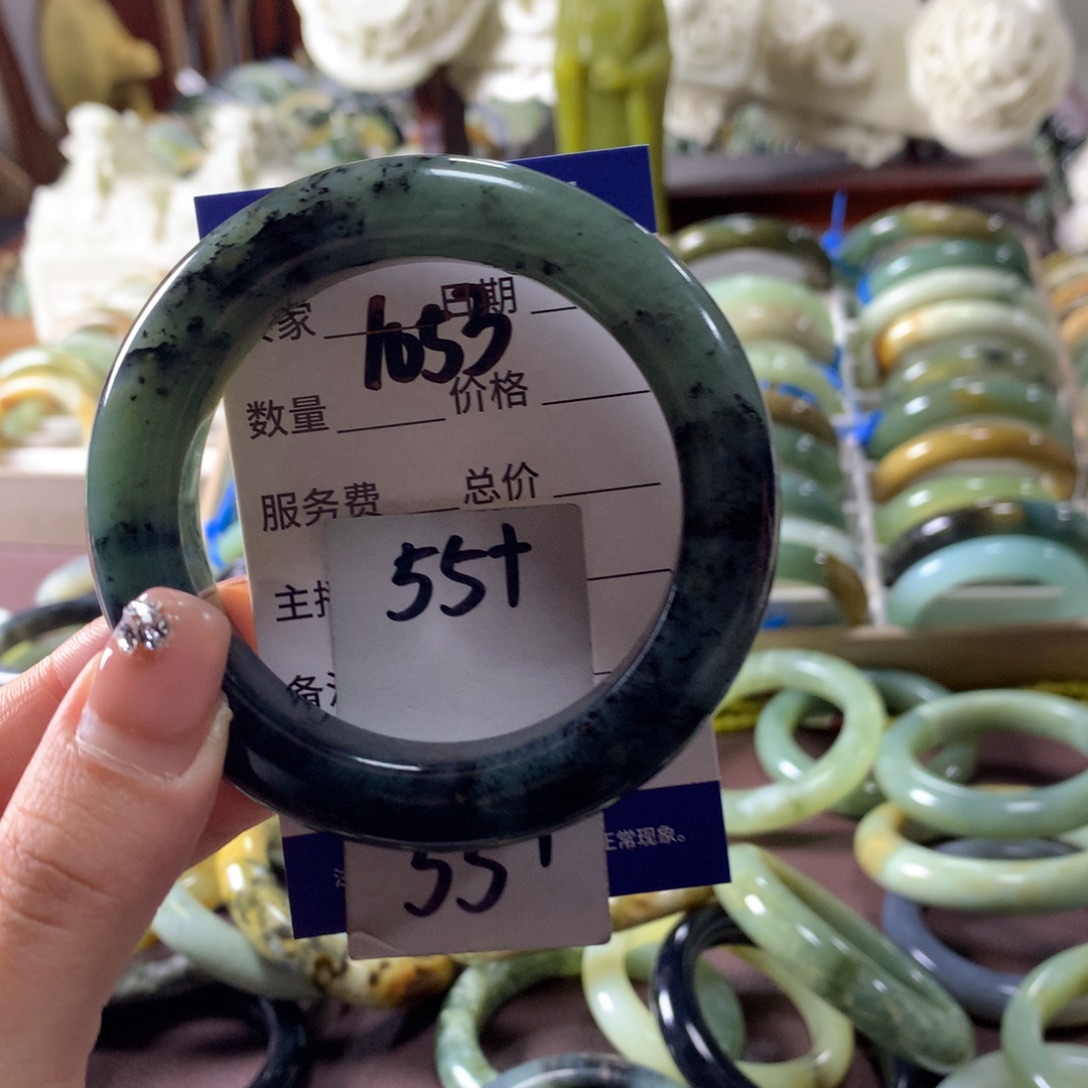 家 日期
1053
数量 价格
服务费 总价
55+
主
备
正常现象。
55